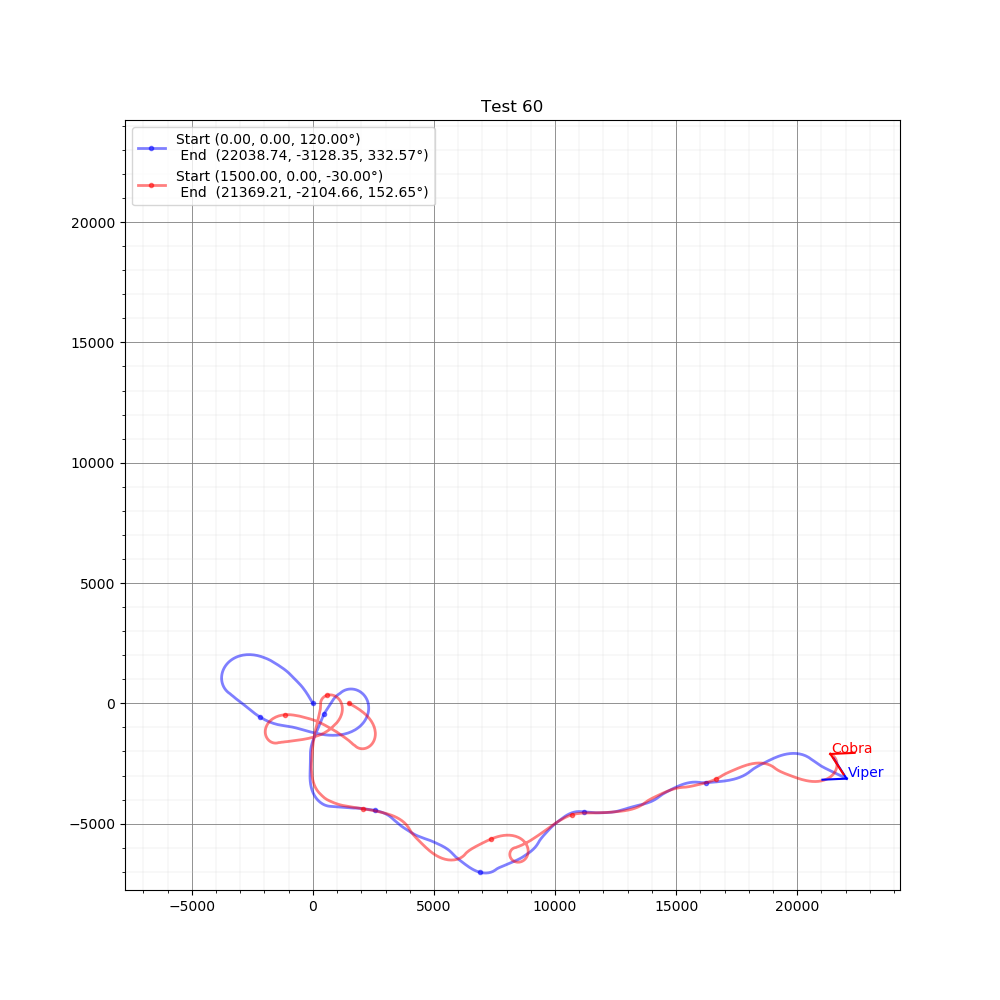 Test 60
Start (0.00, 0.00, 120.00°)
End (22038.74, -3128.35, 332.57°)
Start (1500.00, 0.00, -30.00°)
End (21369.21, -2104.66, 152.65°)
20000
15000
10000
5000
0
−5000
Cobra
Viper
−5000 0 5000 10000 15000 20000